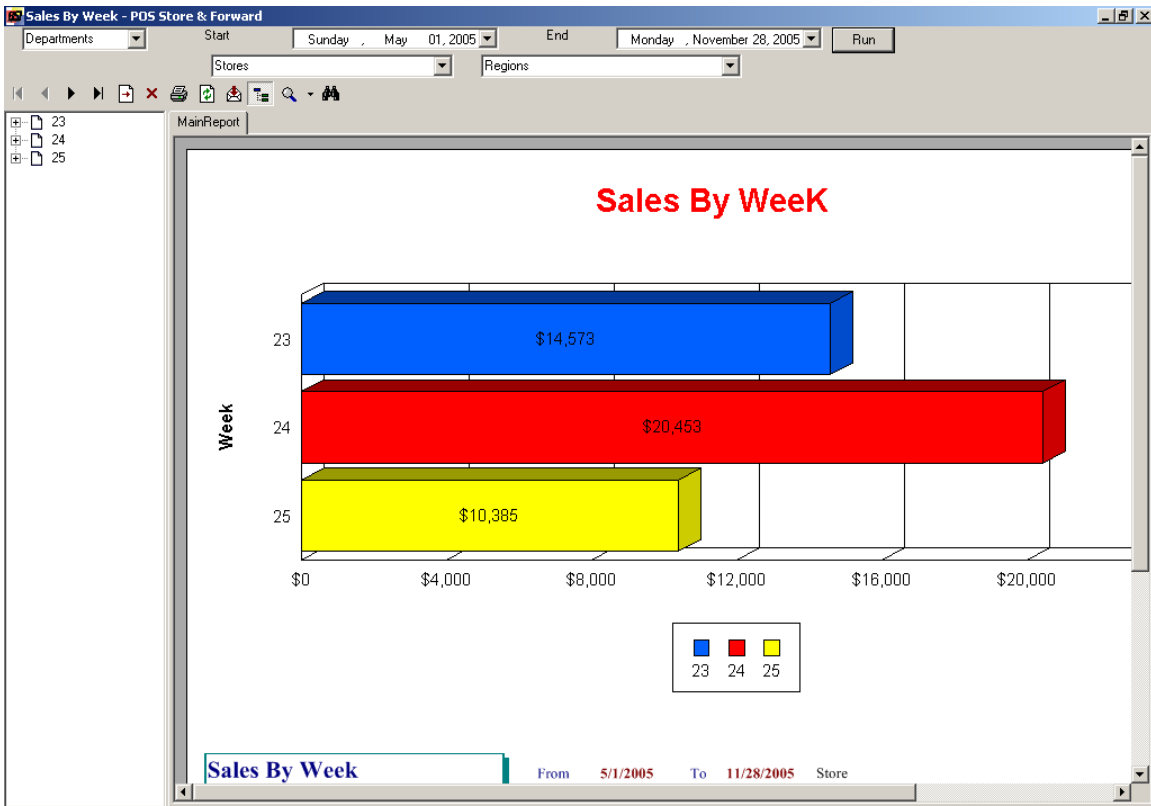 Sales By Week - POS Store & Forward
Departments Start Sunday , May 01, 2005 End Monday , November 28, 2005 Run
Stores Regions
23
24
25
MainReport
Sales By WeeK
Week
23 $14,573
24 $20,453
25 $10,385
$0 $4,000 $8,000 $12,000 $16,000 $20,000
23 24 25
Sales By Week From 5/1/2005 To 11/28/2005 Store